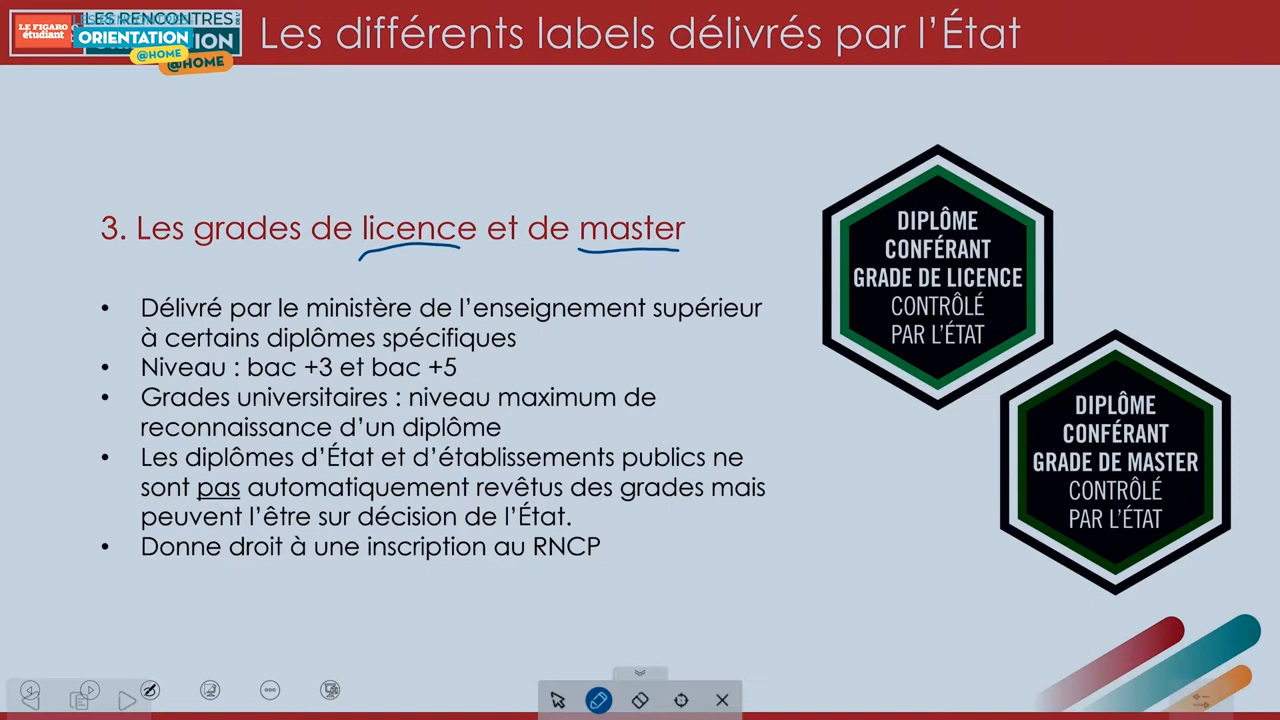 LE FIGARO
étudiant
LES RENCONTRES
ORIENTATION
@HOME
@HOME
Les différents labels délivrés par l'État
3. Les grades de licence et de master
• Délivré par le ministère de l'enseignement supérieur
à certains diplômes spécifiques
• Niveau : bac +3 et bac +5
• Grades universitaires : niveau maximum de
reconnaissance d'un diplôme
• Les diplômes d'État et d'établissements publics ne
sont pas automatiquement revêtus des grades mais
peuvent l'être sur décision de l'État.
• Donne droit à une inscription au RNCP
DIPLÔME
CONFÉRANT
GRADE DE LICENCE
CONTRÔLÉ
PAR L'ÉTAT
DIPLÔME
CONFÉRANT
GRADE DE MASTER
CONTRÔLÉ
PAR L'ÉTAT